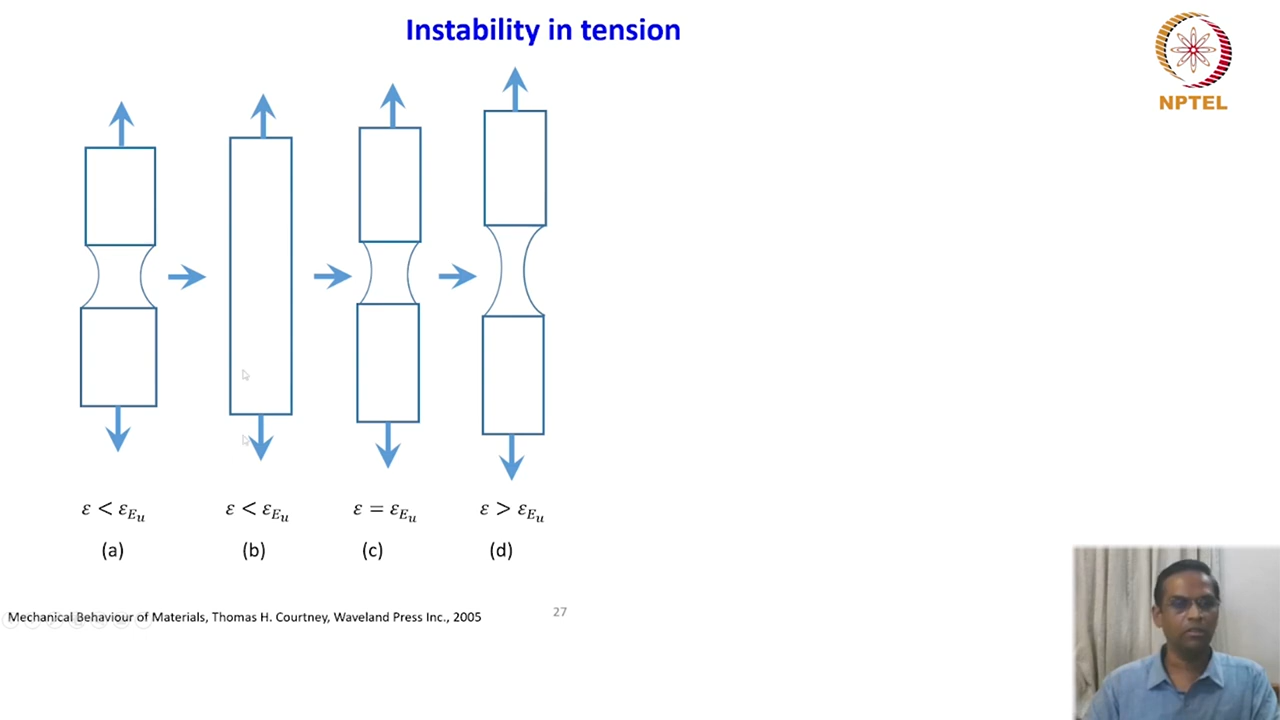 Instability in tension
NPTEL
𝜀 < 𝜀_{E_u} 𝜀 < 𝜀_{E_u} 𝜀 = 𝜀_{E_u} 𝜀 > 𝜀_{E_u}
(a) (b) (c) (d)
Mechanical Behaviour of Materials, Thomas H. Courtney, Waveland Press Inc., 2005
27